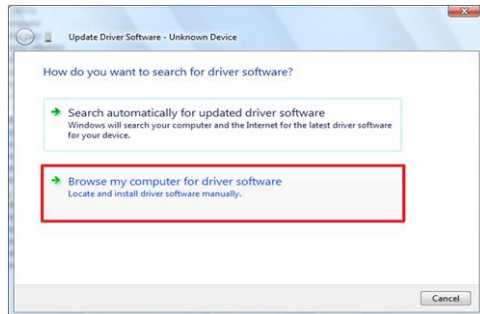 Update Driver Software - Unknown Device
How do you want to search for driver software?
Search automatically for updated driver software
Windows will search your computer and the Internet for the latest driver software
for your device.
Browse my computer for driver software
Locate and install driver software manually.
Cancel